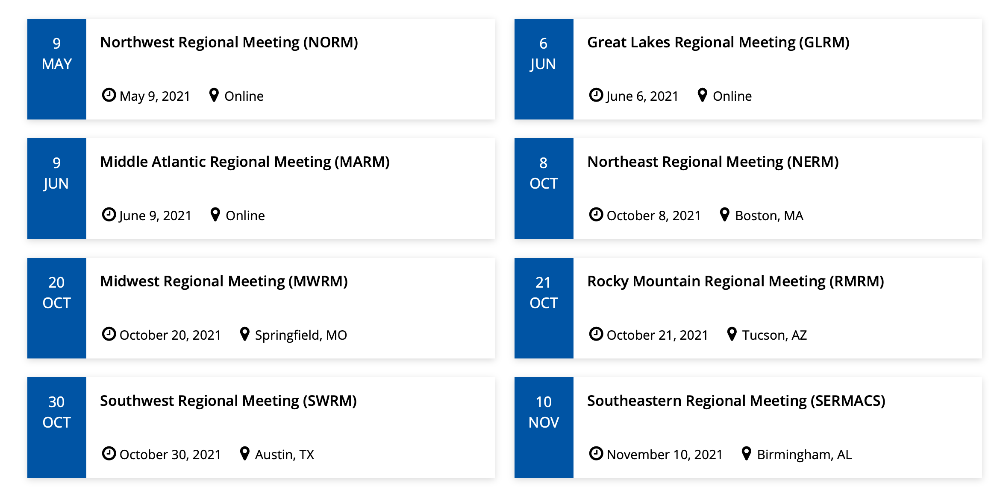 9
MAY
Northwest Regional Meeting (NORM)
May 9, 2021
Online
6
JUN
Great Lakes Regional Meeting (GLRM)
June 6, 2021
Online
9
JUN
Middle Atlantic Regional Meeting (MARM)
June 9, 2021
Online
8
OCT
Northeast Regional Meeting (NERM)
October 8, 2021
Boston, MA
20
OCT
Midwest Regional Meeting (MWRM)
October 20, 2021
Springfield, MO
21
OCT
Rocky Mountain Regional Meeting (RMRM)
October 21, 2021
Tucson, AZ
30
OCT
Southwest Regional Meeting (SWRM)
October 30, 2021
Austin, TX
10
NOV
Southeastern Regional Meeting (SERMACS)
November 10, 2021
Birmingham, AL